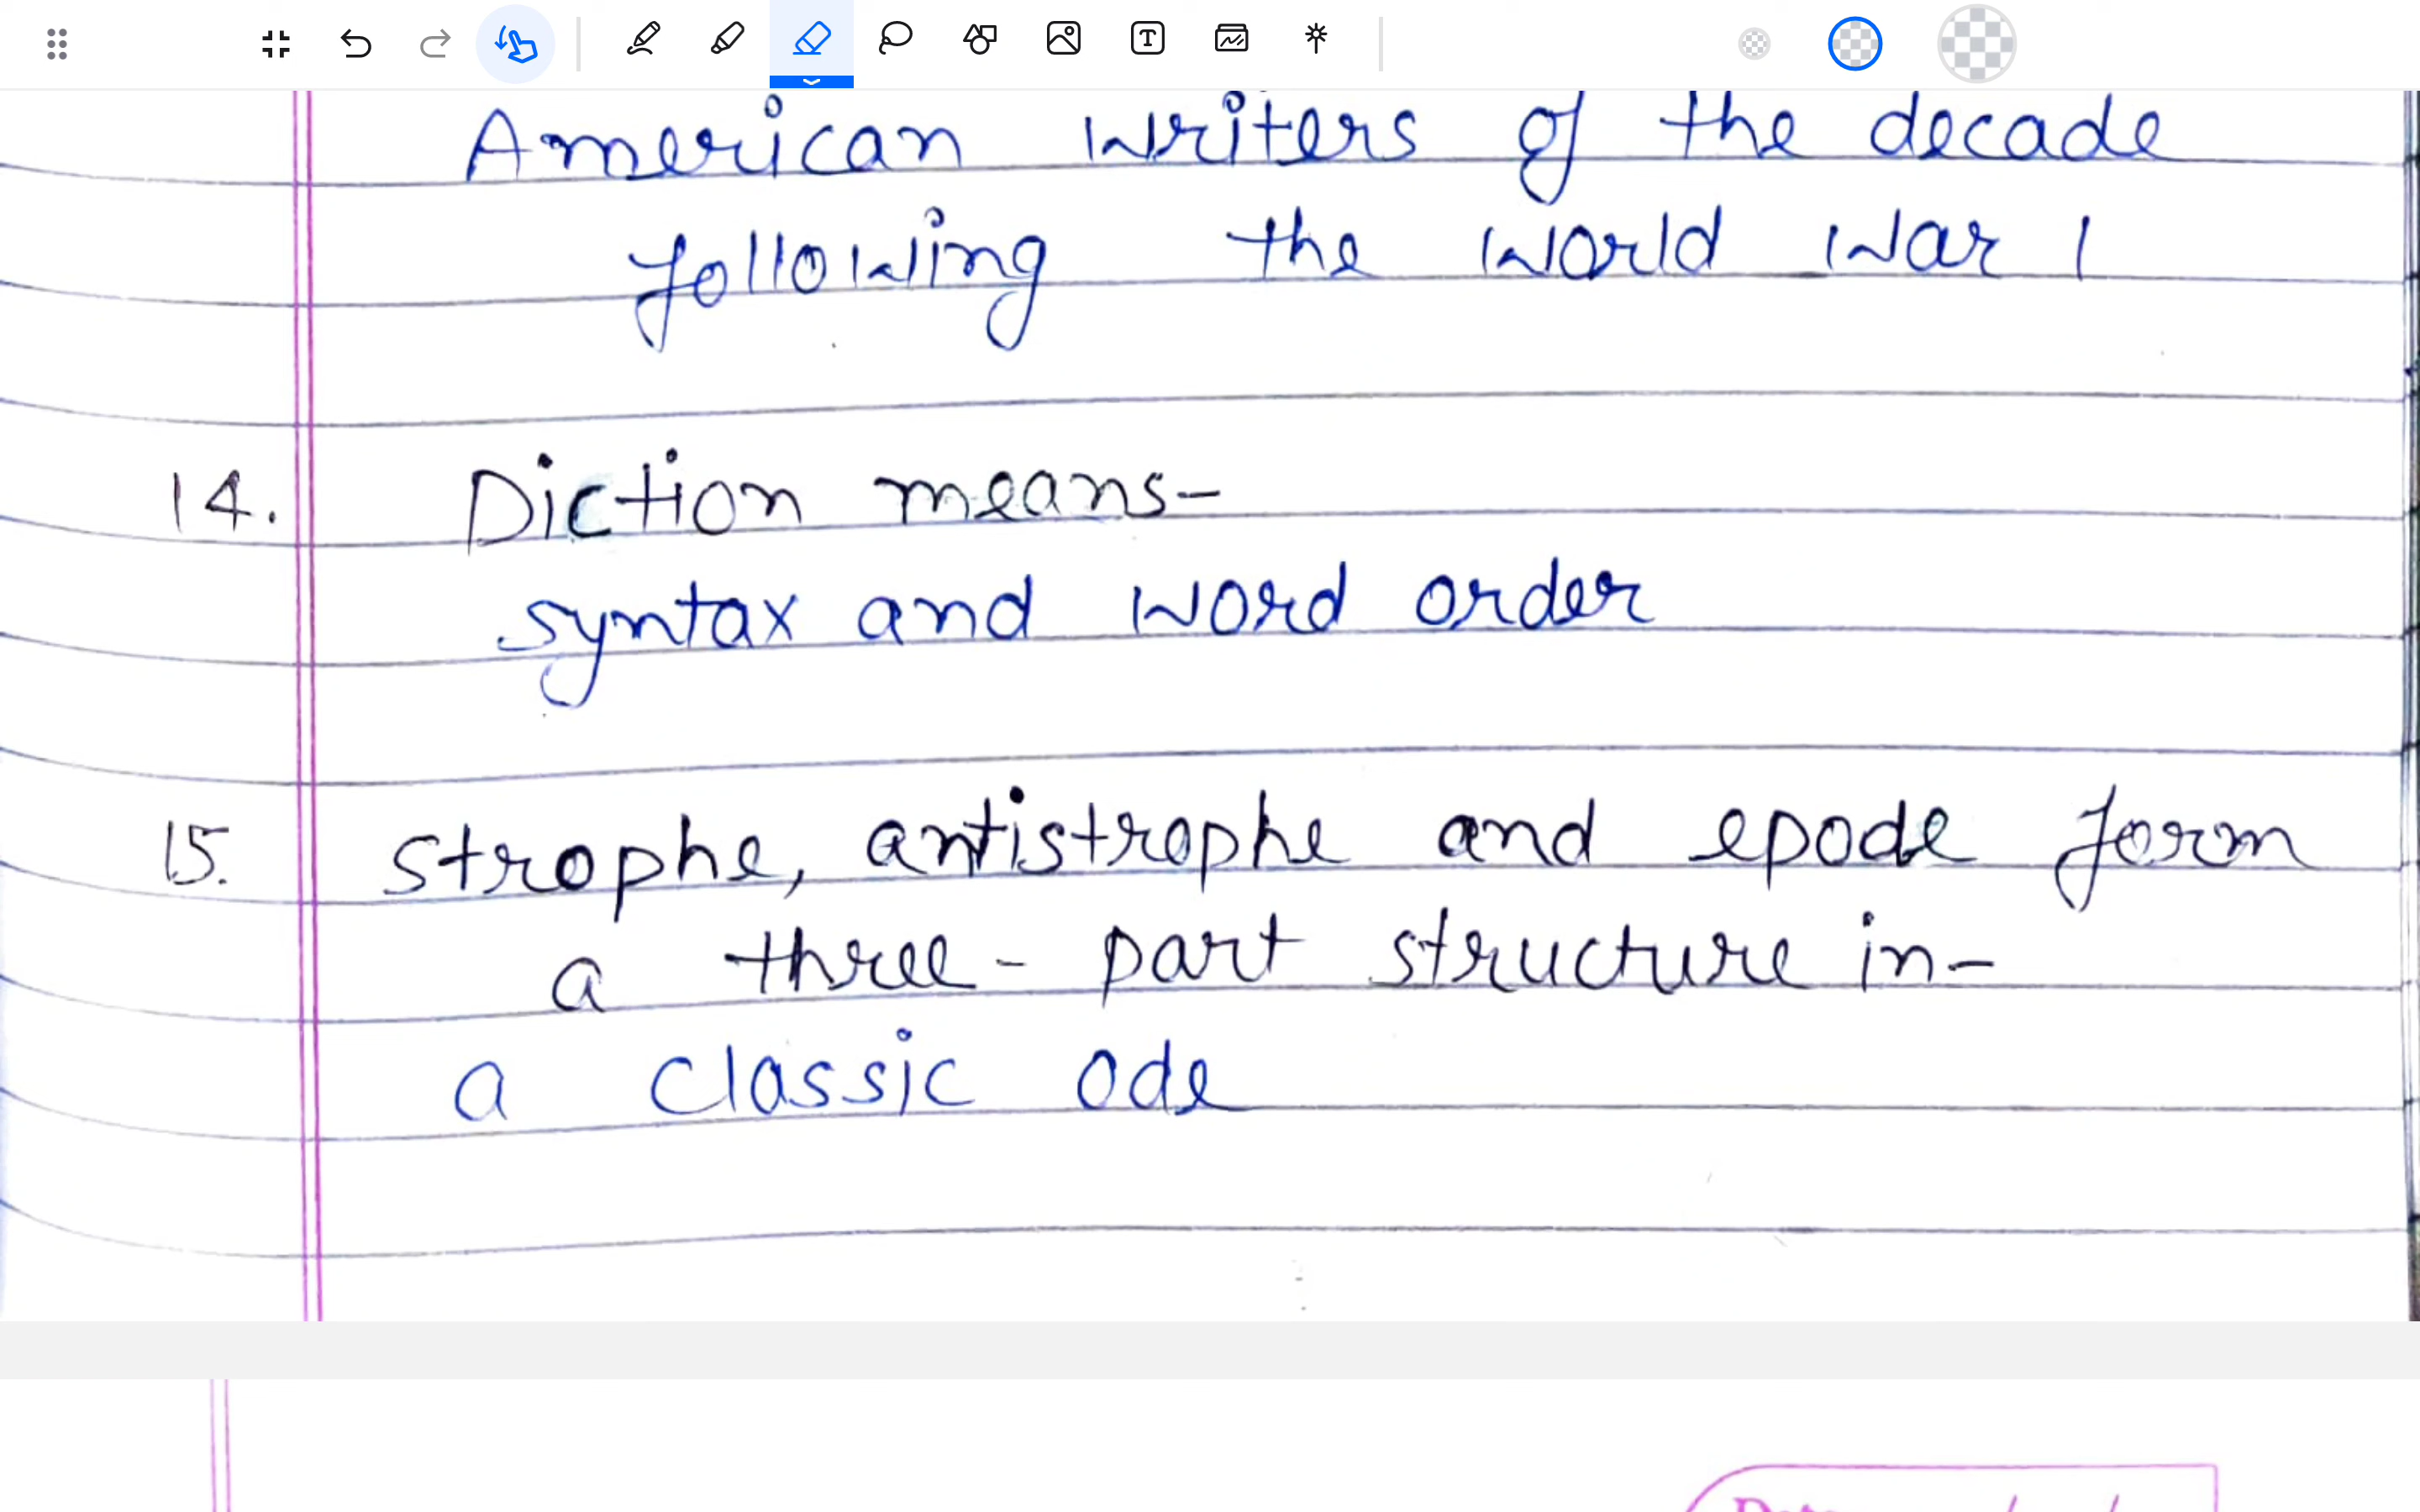 American writers of the decade
following the world war I
14. Diction means-
syntax and word order
15. strophe, antistrophe and epode form
a three-part structure in-
a classic ode